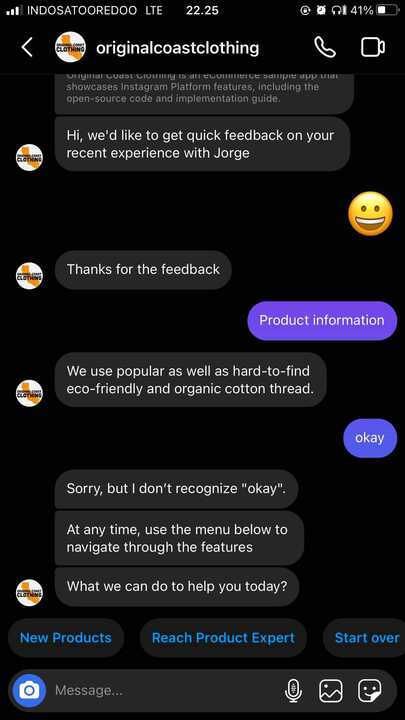 INDOSATOOREDOO LTE 22.25 41%
originalcoastclothing
Original Coast Clothing is an eCommerce sample app that
showcases Instagram Platform features, including the
open-source code and implementation guide.
Hi, we'd like to get quick feedback on your
recent experience with Jorge
ORIGINAL COAST
CLOTHING
Thanks for the feedback
Product information
We use popular as well as hard-to-find
eco-friendly and organic cotton thread.
okay
Sorry, but I don’t recognize "okay".
At any time, use the menu below to
navigate through the features
What we can do to help you today?
New Products
Reach Product Expert
Start over
Message...